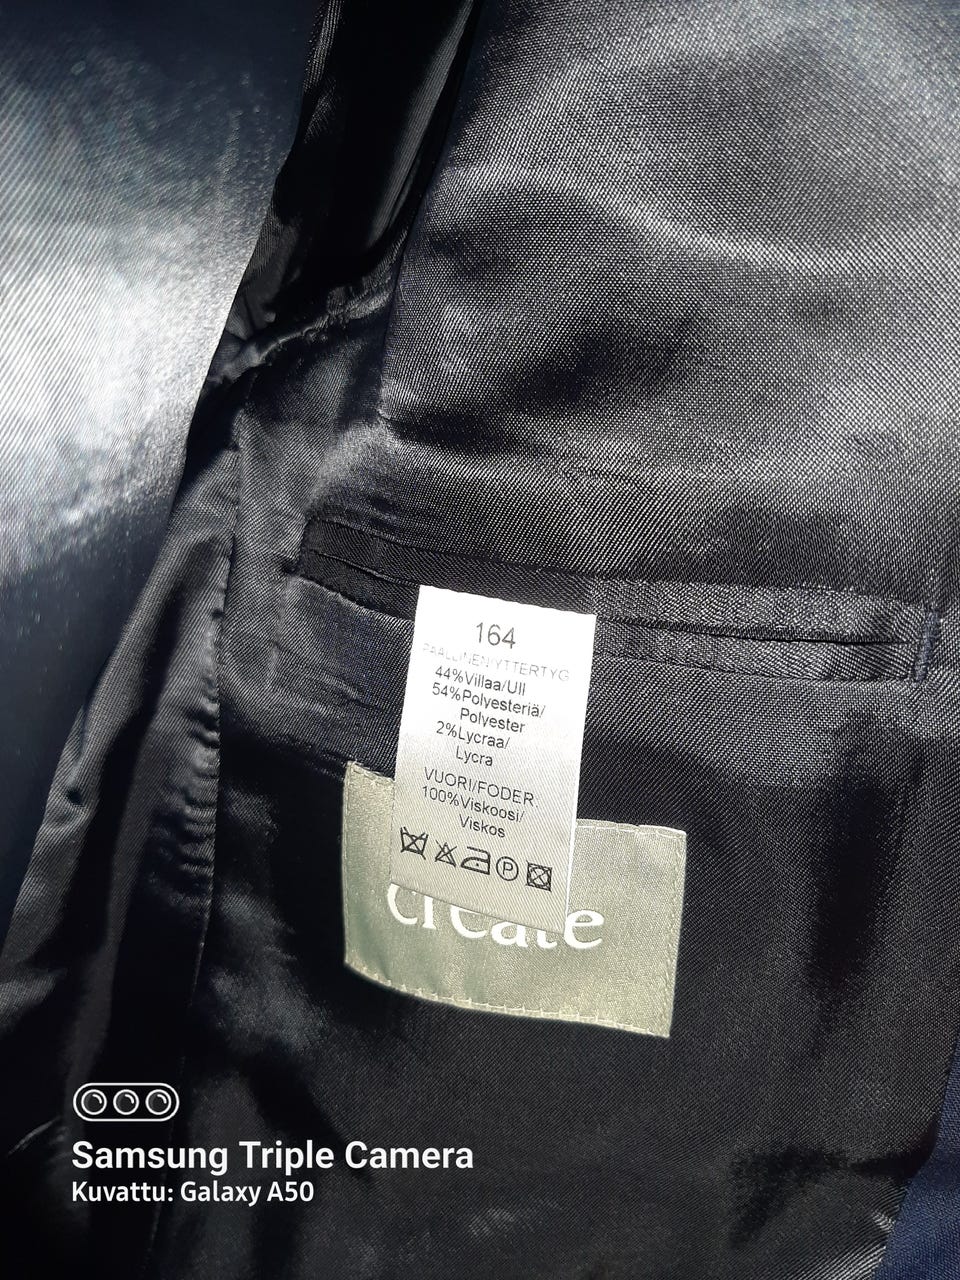 164
PÄÄLLINEN/YTTERTYG
44%Villaa/Ull
54%Polyesteriä/
Polyester
2%Lycraa/
Lycra
VUORI/FODER.
100%Viskoosi/
Viskos
P
create
Samsung Triple Camera
Kuvattu: Galaxy A50